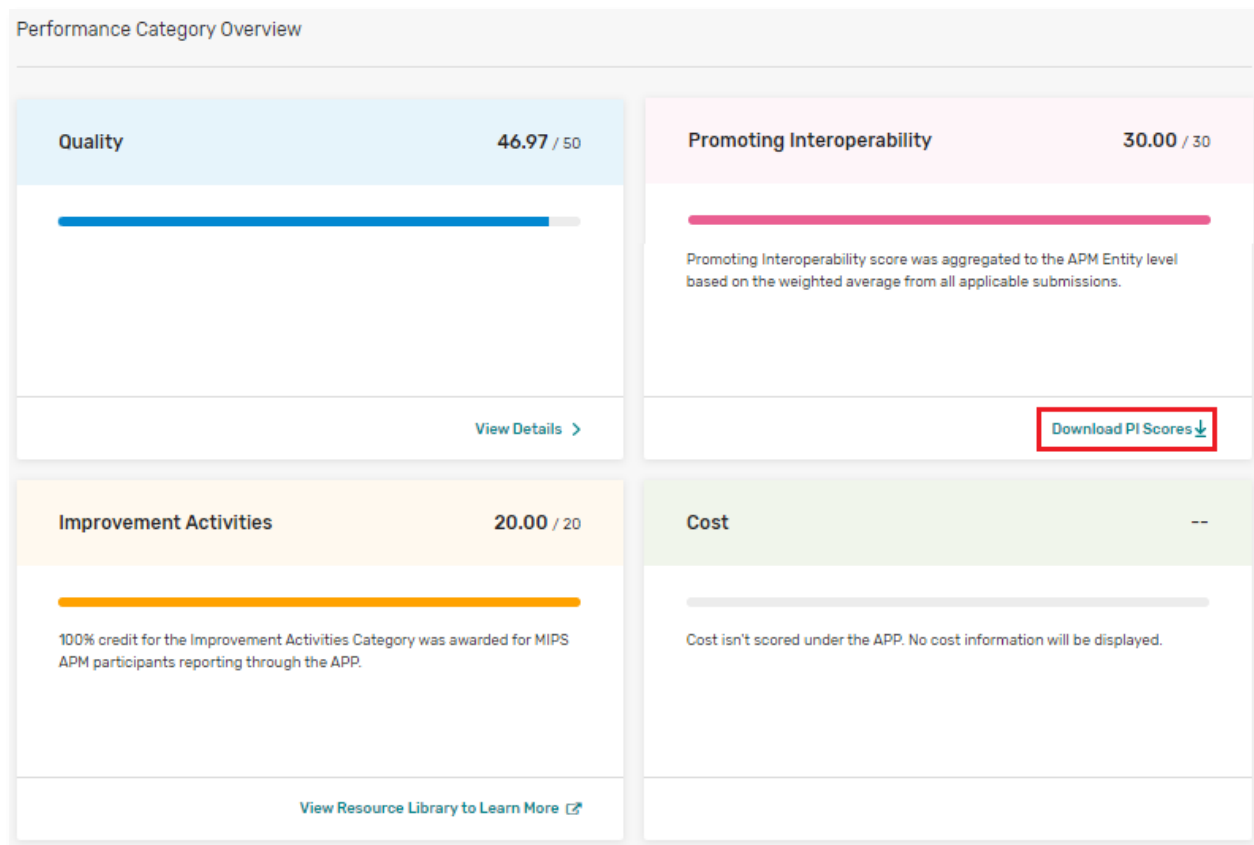 Performance Category Overview
Quality 46.97 / 50
View Details
Promoting Interoperability 30.00 / 30
Promoting Interoperability score was aggregated to the APM Entity level
based on the weighted average from all applicable submissions.
Download PI Scores
Improvement Activities 20.00 / 20
100% credit for the Improvement Activities Category was awarded for MIPS
APM participants reporting through the APP.
View Resource Library to Learn More
Cost --
Cost isn't scored under the APP. No cost information will be displayed.